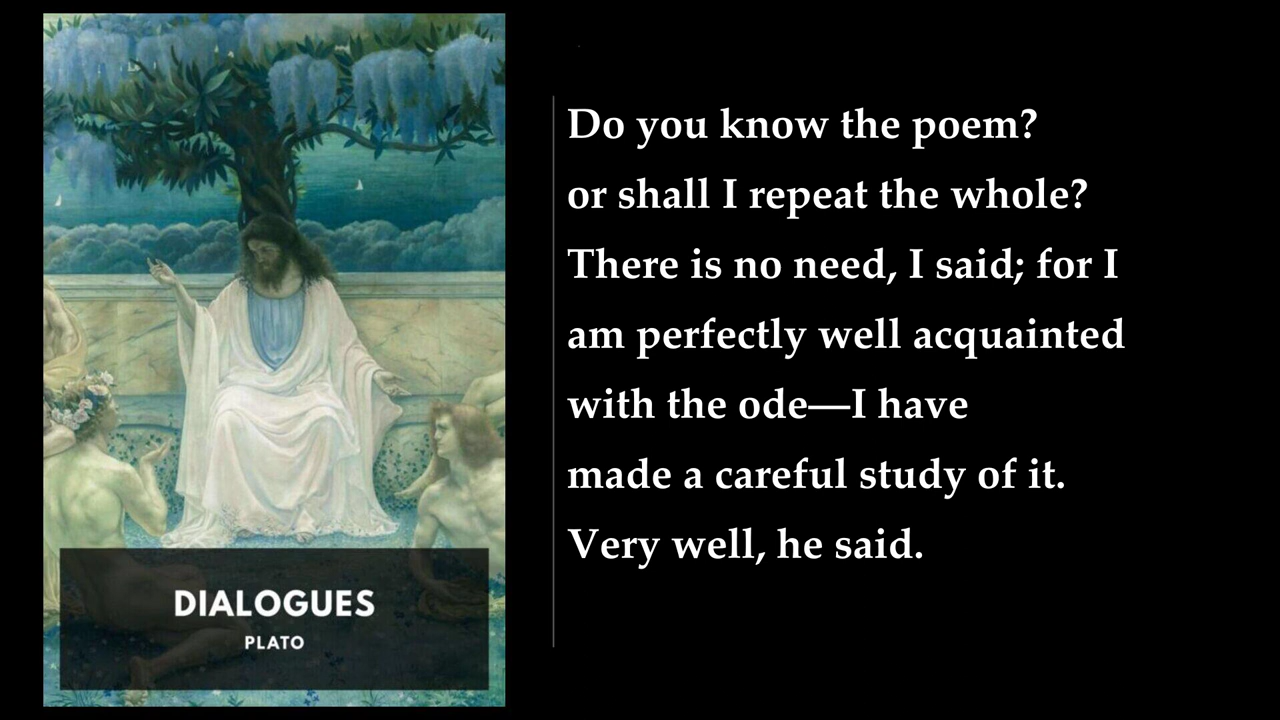 DIALOGUES
PLATO
Do you know the poem?
or shall I repeat the whole?
There is no need, I said; for I
am perfectly well acquainted
with the ode—I have
made a careful study of it.
Very well, he said.